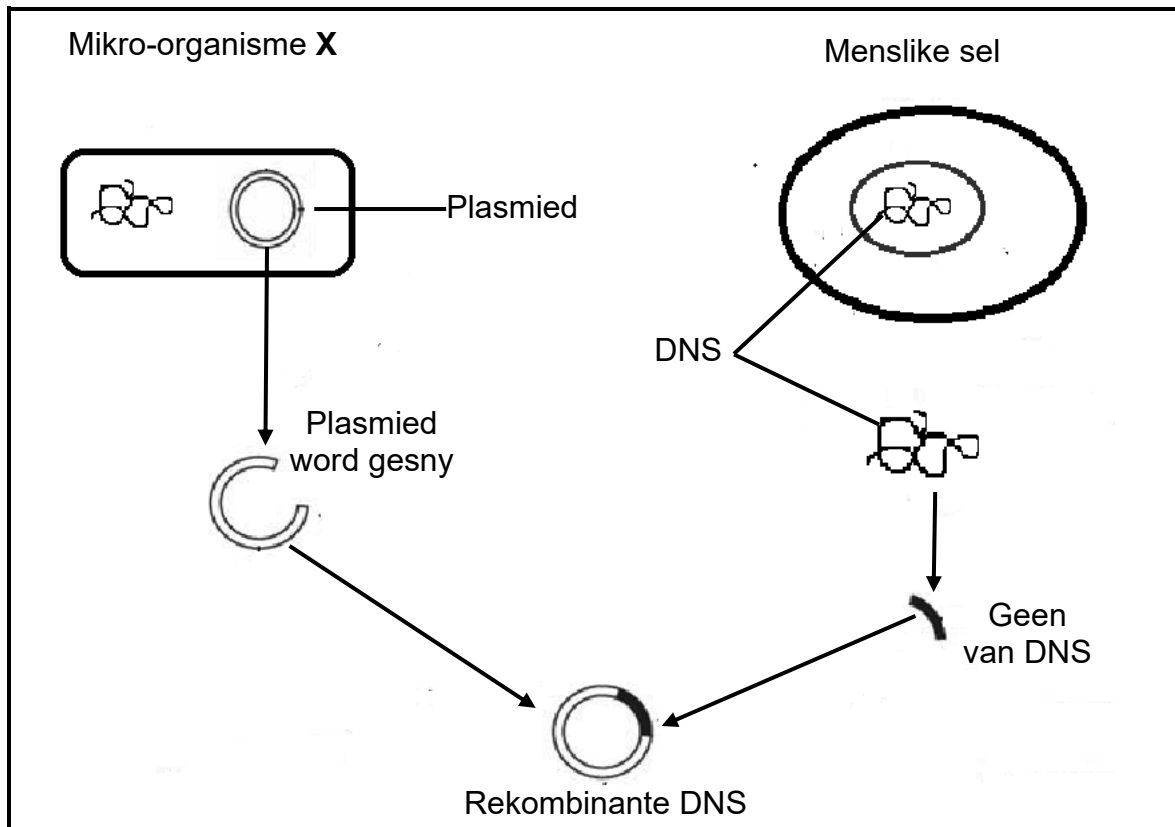 Mikro-organisme X
Menslike sel
Plasmied
DNS
Plasmied
word gesny
Geen
van DNS
Rekombinante DNS